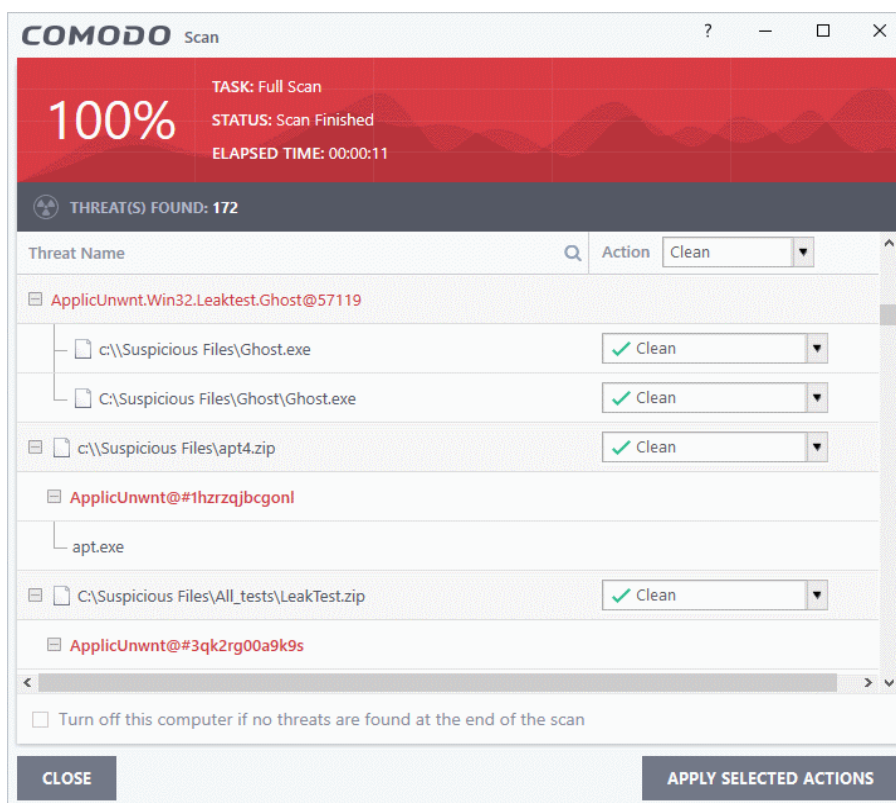 COMODO Scan ?
100%
TASK: Full Scan
STATUS: Scan Finished
ELAPSED TIME: 00:00:11
THREAT(S) FOUND: 172
Threat Name Action Clean
ApplicUnwnt.Win32.Leaktest.Ghost@57119
c:\\Suspicious Files\Ghost.exe Clean
C:\Suspicious Files\Ghost\Ghost.exe Clean
c:\\Suspicious Files\apt4.zip Clean
ApplicUnwnt@#1hzrzqjbcgonl
apt.exe
C:\Suspicious Files\All_tests\LeakTest.zip Clean
ApplicUnwnt@#3qk2rg00a9k9s
Turn off this computer if no threats are found at the end of the scan
CLOSE APPLY SELECTED ACTIONS